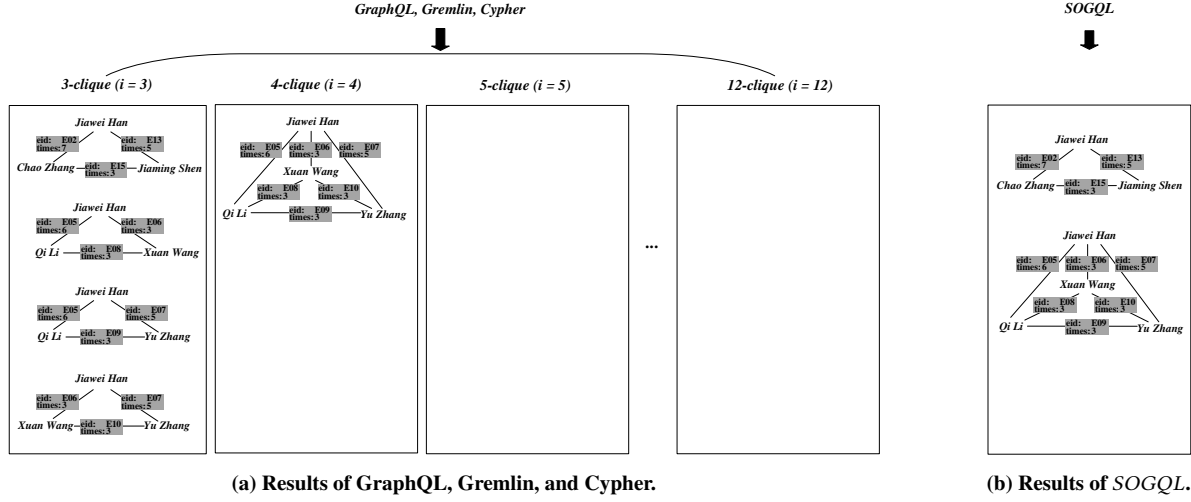 GraphQL, Gremlin, Cypher
3-clique (i = 3)
4-clique (i = 4)
5-clique (i = 5)
12-clique (i = 12)
Jiawei Han
eid: E02
times: 7
eid: E13
times: 5
Chao Zhang
eid: E15
times: 3
Jiaming Shen
Jiawei Han
eid: E05
times: 6
eid: E06
times: 3
Qi Li
eid: E08
times: 3
Xuan Wang
Jiawei Han
eid: E05
times: 6
eid: E07
times: 5
Qi Li
eid: E09
times: 3
Yu Zhang
Jiawei Han
eid: E06
times: 3
eid: E07
times: 5
Xuan Wang
eid: E10
times: 3
Yu Zhang
Jiawei Han
eid: E05
times: 6
eid: E06
times: 3
eid: E07
times: 5
Xuan Wang
eid: E08
times: 3
eid: E10
times: 3
Qi Li
eid: E09
times: 3
Yu Zhang
...
(a) Results of GraphQL, Gremlin, and Cypher.
SOGQL
Jiawei Han
eid: E02
times: 7
eid: E13
times: 5
Chao Zhang
eid: E15
times: 3
Jiaming Shen
Jiawei Han
eid: E05
times: 6
eid: E06
times: 3
eid: E07
times: 5
Xuan Wang
eid: E08
times: 3
eid: E10
times: 3
Qi Li
eid: E09
times: 3
Yu Zhang
(b) Results of SOGQL.